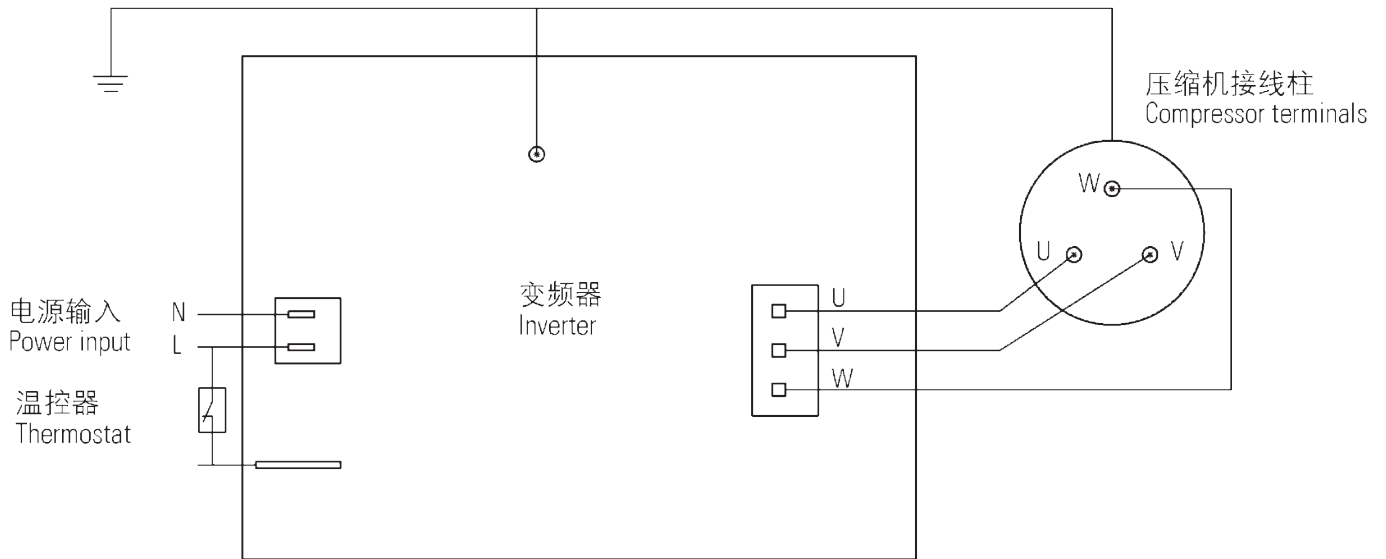 压缩机接线柱
Compressor terminals
W
U
V
电源输入
Power input
N
L
变频器
Inverter
U
V
W
温控器
Thermostat